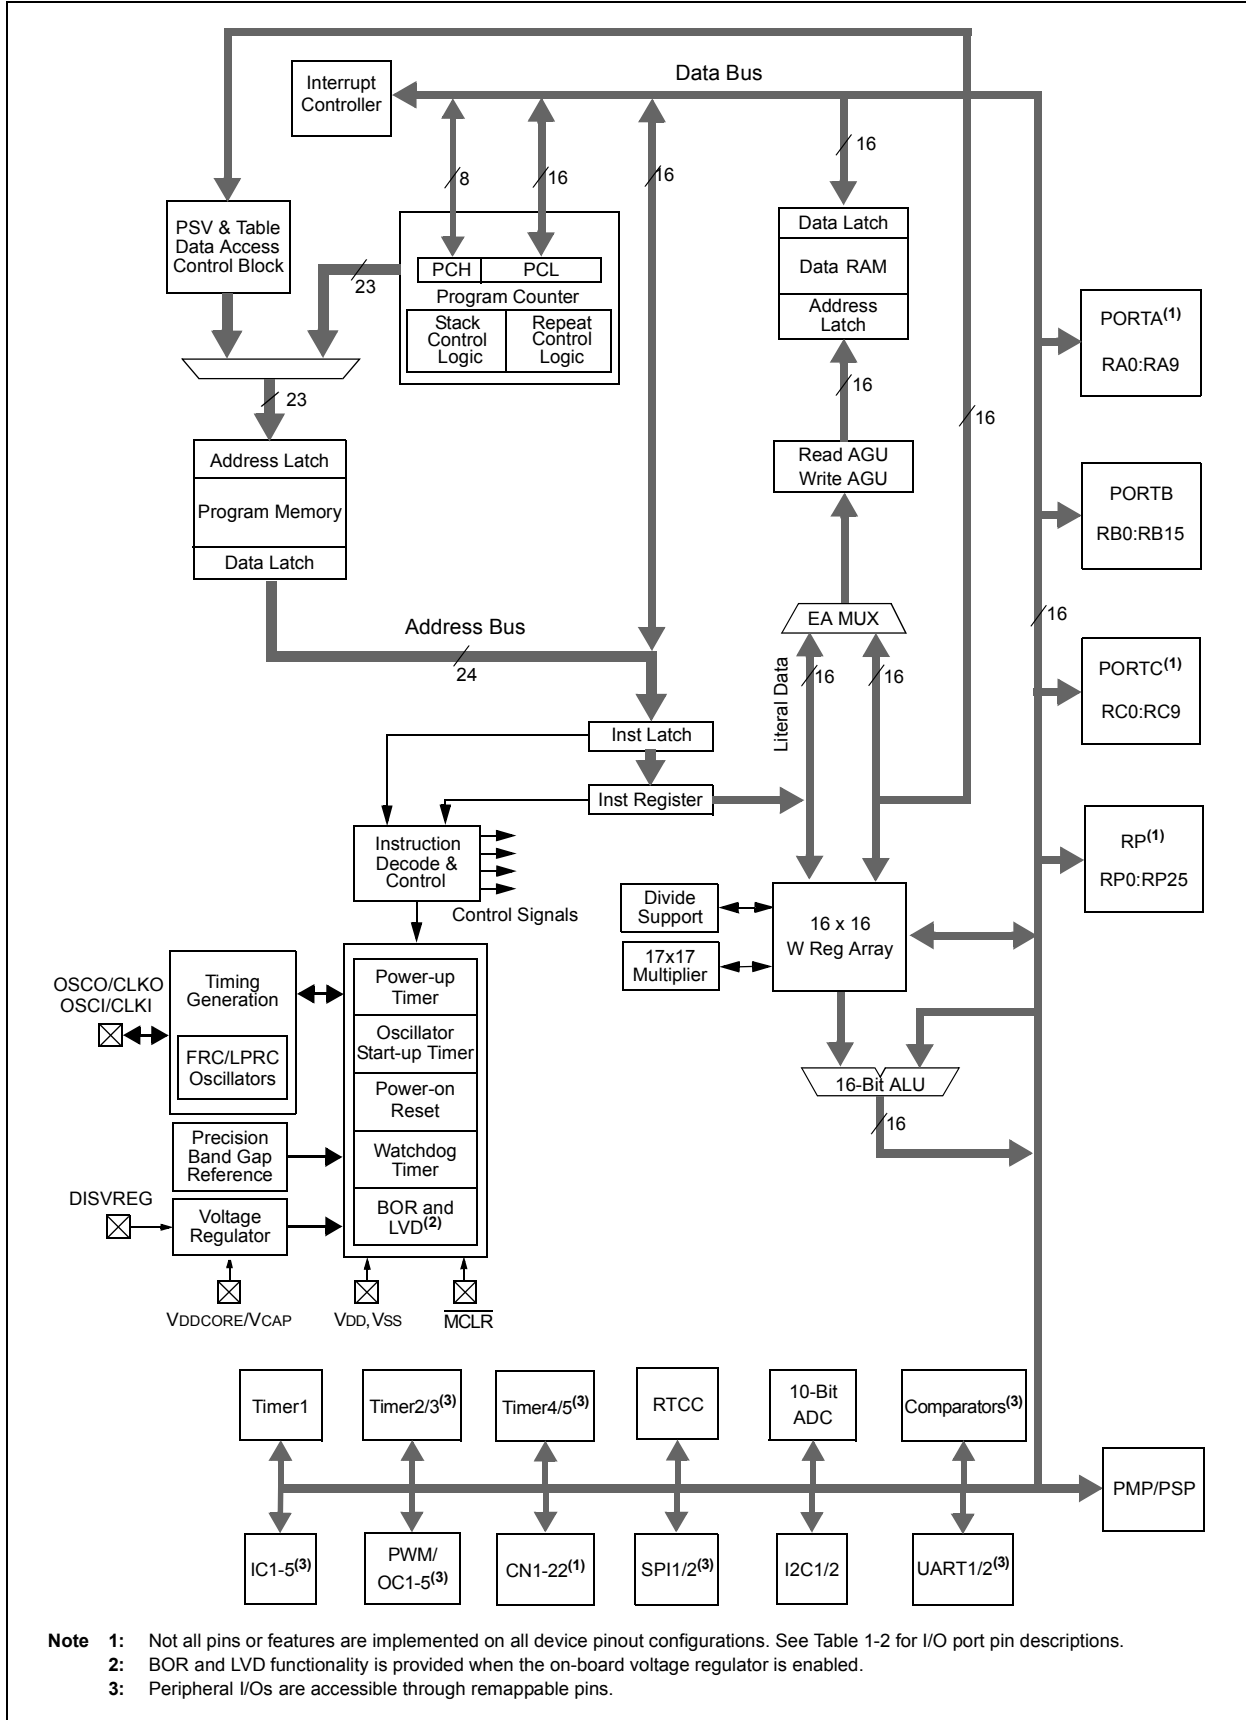 Data Bus
Interrupt
Controller
8
16
16
16
PSV & Table
Data Access
Control Block
23
PCH
PCL
Program Counter
Stack
Control
Logic
Repeat
Control
Logic
Data Latch
Data RAM
Address
Latch
PORTA(1)
RA0:RA9
23
16
16
Address Latch
Program Memory
Data Latch
Read AGU
Write AGU
PORTB
RB0:RB15
EA MUX
16
Address Bus
24
Literal Data
16
16
PORTC(1)
RC0:RC9
Inst Latch
Inst Register
Instruction
Decode &
Control
Control Signals
RP(1)
RP0:RP25
Divide
Support
17x17
Multiplier
16 x 16
W Reg Array
OSCO/CLKO
OSCI/CLKI
Timing
Generation
FRC/LPRC
Oscillators
Power-up
Timer
Oscillator
Start-up Timer
Power-on
Reset
Watchdog
Timer
BOR and
LVD(2)
16-Bit ALU
16
Precision
Band Gap
Reference
DISVREG
Voltage
Regulator
VDDCORE/VCAP
VDD, VSS
MCLR
Timer1
Timer2/3(3)
Timer4/5(3)
RTCC
10-Bit
ADC
Comparators(3)
PMP/PSP
IC1-5(3)
PWM/
OC1-5(3)
CN1-22(1)
SPI1/2(3)
I2C1/2
UART1/2(3)
Note 1: Not all pins or features are implemented on all device pinout configurations. See Table 1-2 for I/O port pin descriptions.
2: BOR and LVD functionality is provided when the on-board voltage regulator is enabled.
3: Peripheral I/Os are accessible through remappable pins.